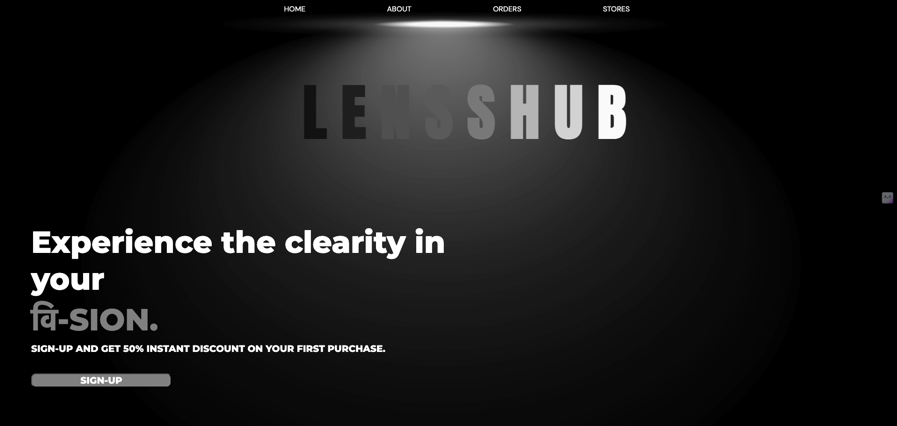 HOME ABOUT ORDERS STORES
LENSSHUB
Experience the clearity in
your
वि-SION.
SIGN-UP AND GET 50% INSTANT DISCOUNT ON YOUR FIRST PURCHASE.
SIGN-UP